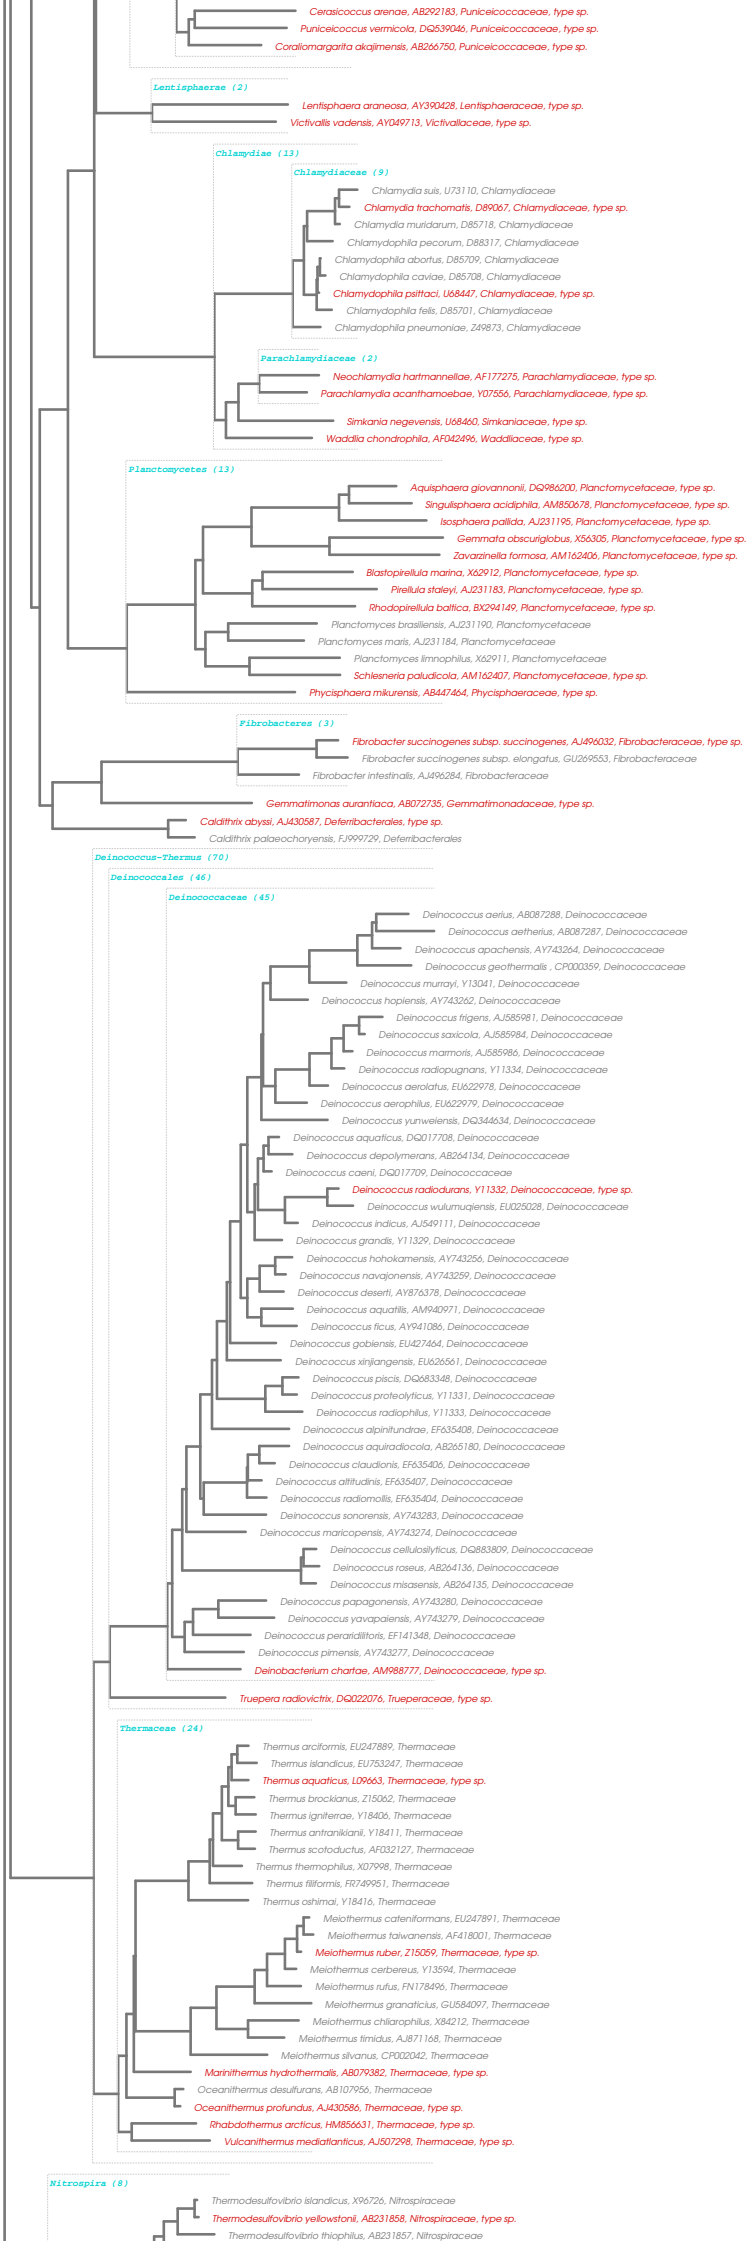 Cerasicoccus arenae, AB292183, Puniceicoccaceae, type sp.
Puniceicoccus vermicola, DQ539046, Puniceicoccaceae, type sp.
Coraliomargarita akajimensis, AB266750, Puniceicoccaceae, type sp.
Lentisphaerae (2)
Lentisphaera araneosa, AY390428, Lentisphaeraceae, type sp.
Victivallis vadensis, AY049713, Victivallaceae, type sp.
Chlamydiae (13)
Chlamydiaceae (9)
Chlamydia suis, U73110, Chlamydiaceae
Chlamydia trachomatis, D89067, Chlamydiaceae, type sp.
Chlamydia muridarum, D85718, Chlamydiaceae
Chlamydophila pecorum, D88317, Chlamydiaceae
Chlamydophila abortus, D85709, Chlamydiaceae
Chlamydophila caviae, D85708, Chlamydiaceae
Chlamydophila psittaci, U68447, Chlamydiaceae, type sp.
Chlamydophila felis, D85701, Chlamydiaceae
Chlamydophila pneumoniae, Z49873, Chlamydiaceae
Parachlamydiaceae (2)
Neochlamydia hartmannellae, AF177275, Parachlamydiaceae, type sp.
Parachlamydia acanthamoebae, Y07556, Parachlamydiaceae, type sp.
Simkania negevensis, U68460, Simkaniaceae, type sp.
Waddlia chondrophila, AF042496, Waddliaceae, type sp.
Planctomycetes (13)
Aquisphaera giovannonii, DQ986200, Planctomycetaceae, type sp.
Singulisphaera acidiphila, AM850678, Planctomycetaceae, type sp.
Isosphaera pallida, AJ231195, Planctomycetaceae, type sp.
Gemmata obscuriglobus, X56305, Planctomycetaceae, type sp.
Zavarzinella formosa, AM162406, Planctomycetaceae, type sp.
Blastopirellula marina, X62912, Planctomycetaceae, type sp.
Pirellula staleyi, AJ231183, Planctomycetaceae, type sp.
Rhodopirellula baltica, BX294149, Planctomycetaceae, type sp.
Planctomyces brasiliensis, AJ231190, Planctomycetaceae
Planctomyces maris, AJ231184, Planctomycetaceae
Planctomyces limnophilus, X62911, Planctomycetaceae
Schlesneria paludicola, AM162407, Planctomycetaceae, type sp.
Phycisphaera mikurensis, AB447464, Phycisphaeraceae, type sp.
Fibrobacteres (3)
Fibrobacter succinogenes subsp. succinogenes, AJ496032, Fibrobacteraceae, type sp.
Fibrobacter succinogenes subsp. elongatus, GU269553, Fibrobacteraceae
Fibrobacter intestinalis, AJ496284, Fibrobacteraceae
Gemmatimonas aurantiaca, AB072735, Gemmatimonadaceae, type sp.
Caldithrix abyssi, AJ430587, Deferribacterales, type sp.
Caldithrix palaeochoryensis, FJ999729, Deferribacterales
Deinococcus-Thermus (70)
Deinococcales (46)
Deinococcaceae (45)
Deinococcus aerius, AB087288, Deinococcaceae
Deinococcus aetherius, AB087287, Deinococcaceae
Deinococcus apachensis, AY743264, Deinococcaceae
Deinococcus geothermalis , CP000359, Deinococcaceae
Deinococcus murrayi, Y13041, Deinococcaceae
Deinococcus hopiensis, AY743262, Deinococcaceae
Deinococcus frigens, AJ585981, Deinococcaceae
Deinococcus saxicola, AJ585984, Deinococcaceae
Deinococcus marmoris, AJ585986, Deinococcaceae
Deinococcus radiopugnans, Y11334, Deinococcaceae
Deinococcus aerolatus, EU622978, Deinococcaceae
Deinococcus aerophilus, EU622979, Deinococcaceae
Deinococcus yunweiensis, DQ344634, Deinococcaceae
Deinococcus aquaticus, DQ017708, Deinococcaceae
Deinococcus depolymerans, AB264134, Deinococcaceae
Deinococcus caeni, DQ017709, Deinococcaceae
Deinococcus radiodurans, Y11332, Deinococcaceae, type sp.
Deinococcus wulumuqiensis, EU025028, Deinococcaceae
Deinococcus indicus, AJ549111, Deinococcaceae
Deinococcus grandis, Y11329, Deinococcaceae
Deinococcus hohokamensis, AY743256, Deinococcaceae
Deinococcus navajonensis, AY743259, Deinococcaceae
Deinococcus deserti, AY876378, Deinococcaceae
Deinococcus aquatilis, AM940971, Deinococcaceae
Deinococcus ficus, AY941086, Deinococcaceae
Deinococcus gobiensis, EU427464, Deinococcaceae
Deinococcus xinjiangensis, EU626561, Deinococcaceae
Deinococcus piscis, DQ683348, Deinococcaceae
Deinococcus proteolyticus, Y11331, Deinococcaceae
Deinococcus radiophilus, Y11333, Deinococcaceae
Deinococcus alpinitundrae, EF635408, Deinococcaceae
Deinococcus aquiradiocola, AB265180, Deinococcaceae
Deinococcus claudionis, EF635406, Deinococcaceae
Deinococcus altitudinis, EF635407, Deinococcaceae
Deinococcus radiomollis, EF635404, Deinococcaceae
Deinococcus sonorensis, AY743283, Deinococcaceae
Deinococcus maricopensis, AY743274, Deinococcaceae
Deinococcus cellulosilyticus, DQ883809, Deinococcaceae
Deinococcus roseus, AB264136, Deinococcaceae
Deinococcus misasensis, AB264135, Deinococcaceae
Deinococcus papagonensis, AY743280, Deinococcaceae
Deinococcus yavapaiensis, AY743279, Deinococcaceae
Deinococcus peraridilitoris, EF141348, Deinococcaceae
Deinococcus pimensis, AY743277, Deinococcaceae
Deinobacterium chartae, AM988777, Deinococcaceae, type sp.
Truepera radiovictrix, DQ022076, Trueperaceae, type sp.
Thermaceae (24)
Thermus arciformis, EU247889, Thermaceae
Thermus islandicus, EU753247, Thermaceae
Thermus aquaticus, L09663, Thermaceae, type sp.
Thermus brockianus, Z15062, Thermaceae
Thermus igniterrae, Y18406, Thermaceae
Thermus antranikianii, Y18411, Thermaceae
Thermus scotoductus, AF032127, Thermaceae
Thermus thermophilus, X07998, Thermaceae
Thermus filiformis, FR749951, Thermaceae
Thermus oshimai, Y18416, Thermaceae
Meiothermus cateniformans, EU247891, Thermaceae
Meiothermus taiwanensis, AF418001, Thermaceae
Meiothermus ruber, Z15059, Thermaceae, type sp.
Meiothermus cerbereus, Y13594, Thermaceae
Meiothermus rufus, FN178496, Thermaceae
Meiothermus granaticius, GU584097, Thermaceae
Meiothermus chliarophilus, X84212, Thermaceae
Meiothermus timidus, AJ871168, Thermaceae
Meiothermus silvanus, CP002042, Thermaceae
Marinithermus hydrothermalis, AB079382, Thermaceae, type sp.
Oceanithermus desulfurans, AB107956, Thermaceae
Oceanithermus profundus, AJ430586, Thermaceae, type sp.
Rhabdothermus arcticus, HM856631, Thermaceae, type sp.
Vulcanithermus mediatlanticus, AJ507298, Thermaceae, type sp.
Nitrospira (8)
Thermodesulfovibrio islandicus, X96726, Nitrospiraceae
Thermodesulfovibrio yellowstonii, AB231858, Nitrospiraceae, type sp.
Thermodesulfovibrio thiophilus, AB231857, Nitrospiraceae